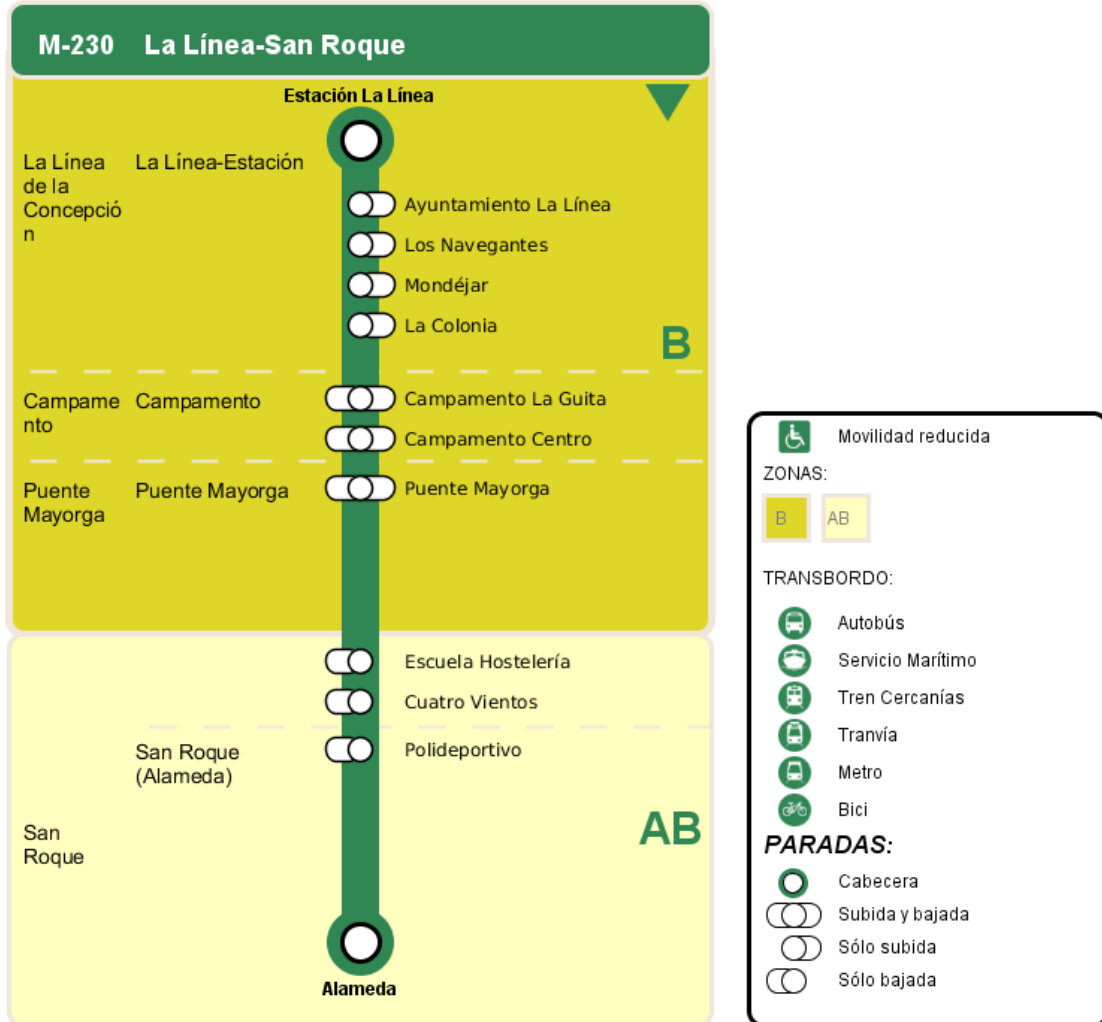 M-230 La Línea-San Roque
Estación La Línea
La Línea
de la
Concepció
n
La Línea-Estación
Ayuntamiento La Línea
Los Navegantes
Mondéjar
La Colonia
B
Campame
nto
Campamento
Campamento La Guita
Campamento Centro
Puente
Mayorga
Puente Mayorga
Puente Mayorga
Escuela Hostelería
Cuatro Vientos
San Roque
(Alameda)
Polideportivo
San
Roque
AB
Alameda
Movilidad reducida
ZONAS:
B AB
TRANSBORDO:
Autobús
Servicio Marítimo
Tren Cercanías
Tranvía
Metro
Bici
PARADAS:
Cabecera
Subida y bajada
Sólo subida
Sólo bajada